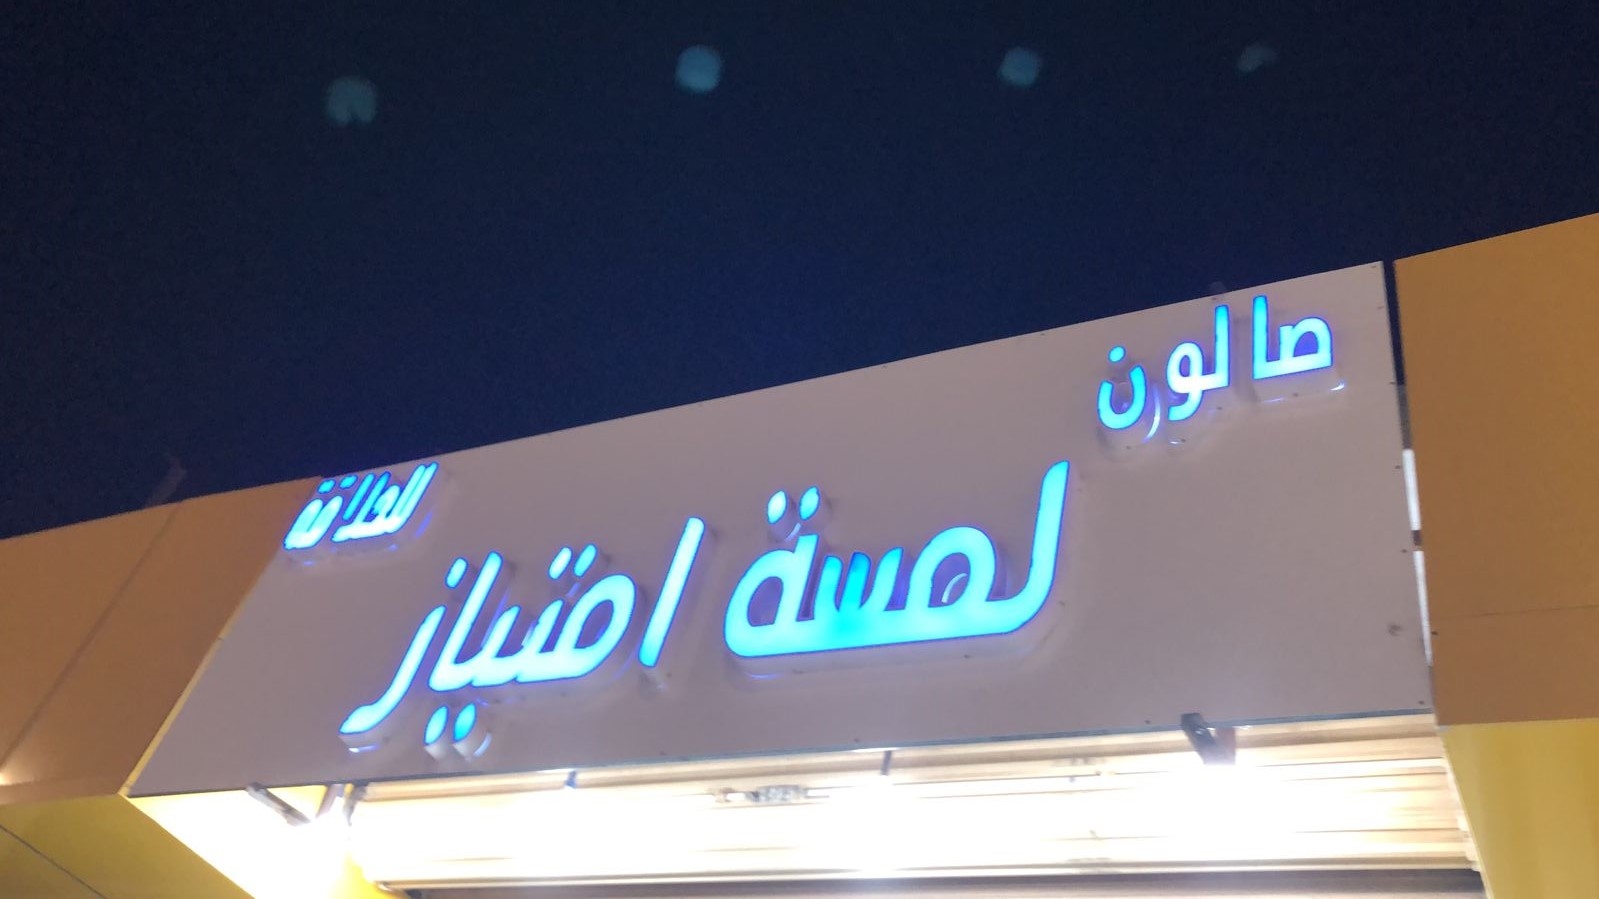 صالون
لمسة امتياز
للحلاقة